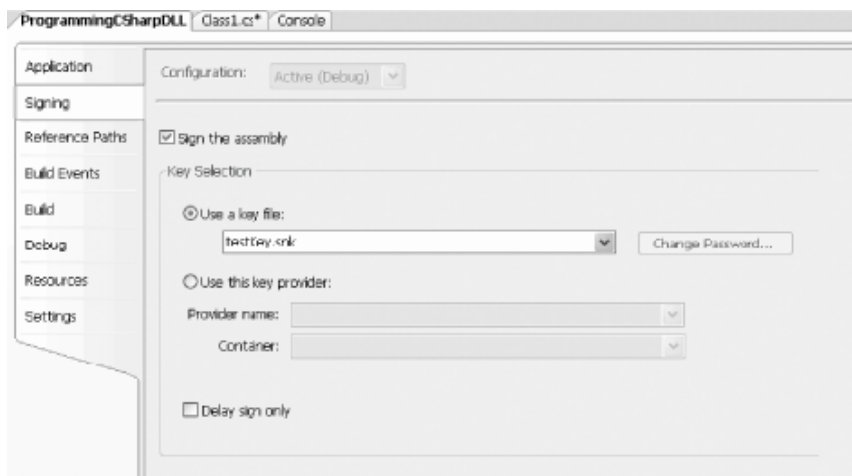 ProgrammingCSharpDLL Class1.cs* Console
Application
Signing
Reference Paths
Build Events
Build
Debug
Resources
Settings
Configuration: Active (Debug)
Sign the assembly
Key Selection
Use a key file:
testKey.snk
Change Password...
Use this key provider:
Provider name:
Container:
Delay sign only